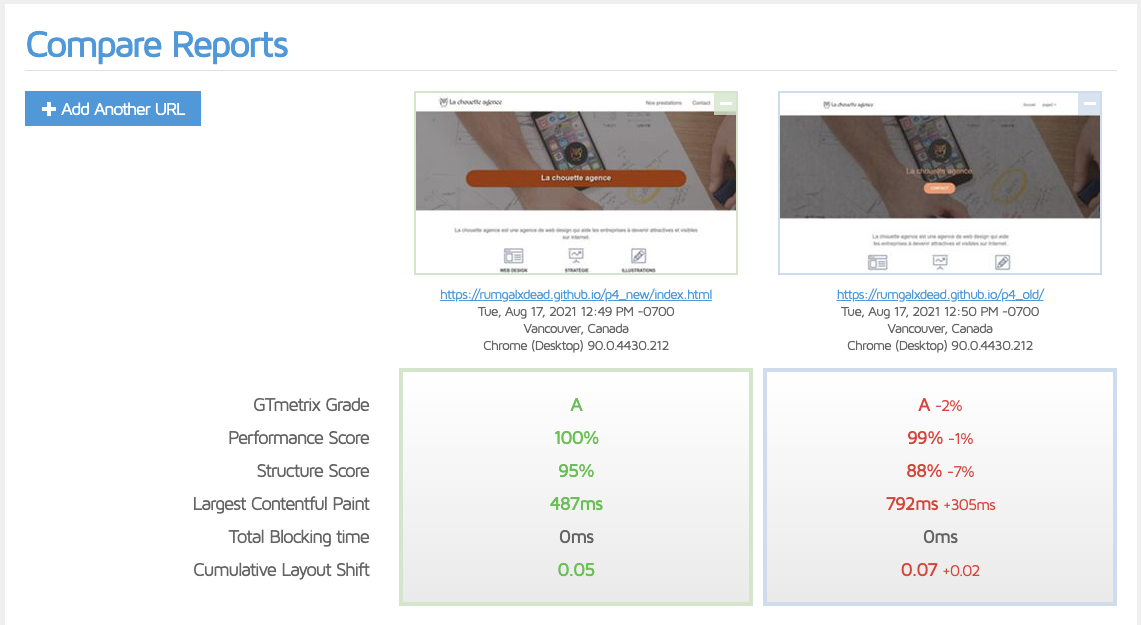 Compare Reports
Add Another URL
La chouette agence
Nos prestations Contact
La chouette agence
La chouette agence est une agence de web design qui aide les entreprises à devenir attractives et visibles
sur Internet.
WEB DESIGN STRATÉGIE ILLUSTRATIONS
La chouette agence
Accueil page2
La chouette agence
CONTACT
La chouette agence est une agence de web design qui aide
les entreprises à devenir attractives et visibles sur Internet.
https://rumgalxdead.github.io/p4_new/index.html
Tue, Aug 17, 2021 12:49 PM -0700
Vancouver, Canada
Chrome (Desktop) 90.0.4430.212
https://rumgalxdead.github.io/p4_old/
Tue, Aug 17, 2021 12:50 PM -0700
Vancouver, Canada
Chrome (Desktop) 90.0.4430.212
GTmetrix Grade A A -2%
Performance Score 100% 99% -1%
Structure Score 95% 88% -7%
Largest Contentful Paint 487ms 792ms +305ms
Total Blocking time 0ms 0ms
Cumulative Layout Shift 0.05 0.07 +0.02